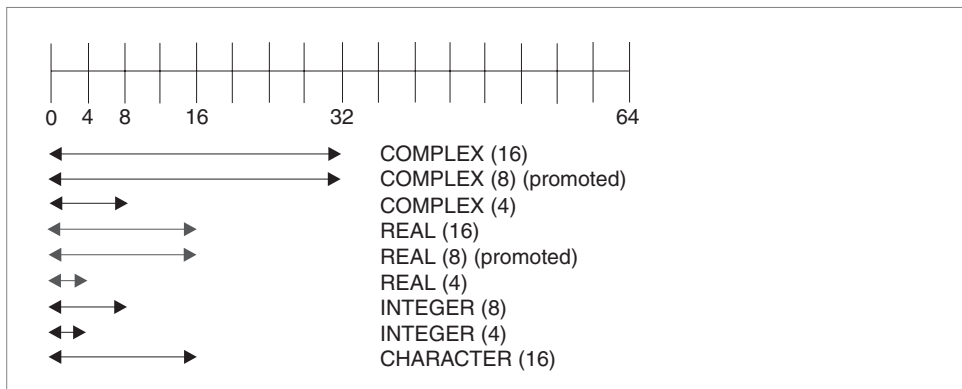 0 4 8 16 32 64
COMPLEX (16)
COMPLEX (8) (promoted)
COMPLEX (4)
REAL (16)
REAL (8) (promoted)
REAL (4)
INTEGER (8)
INTEGER (4)
CHARACTER (16)